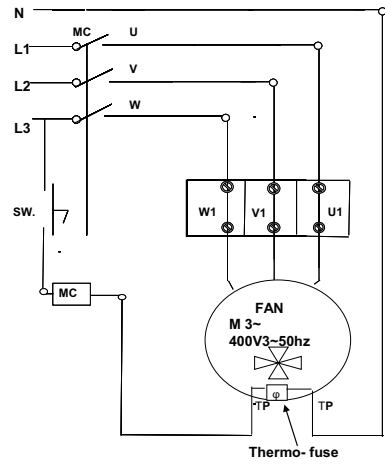 N
L1 MC U
L2 V
L3 W
W1 V1 U1
SW.
MC
FAN
M 3~
400V3~50hz
φ
TP TP
Thermo- fuse